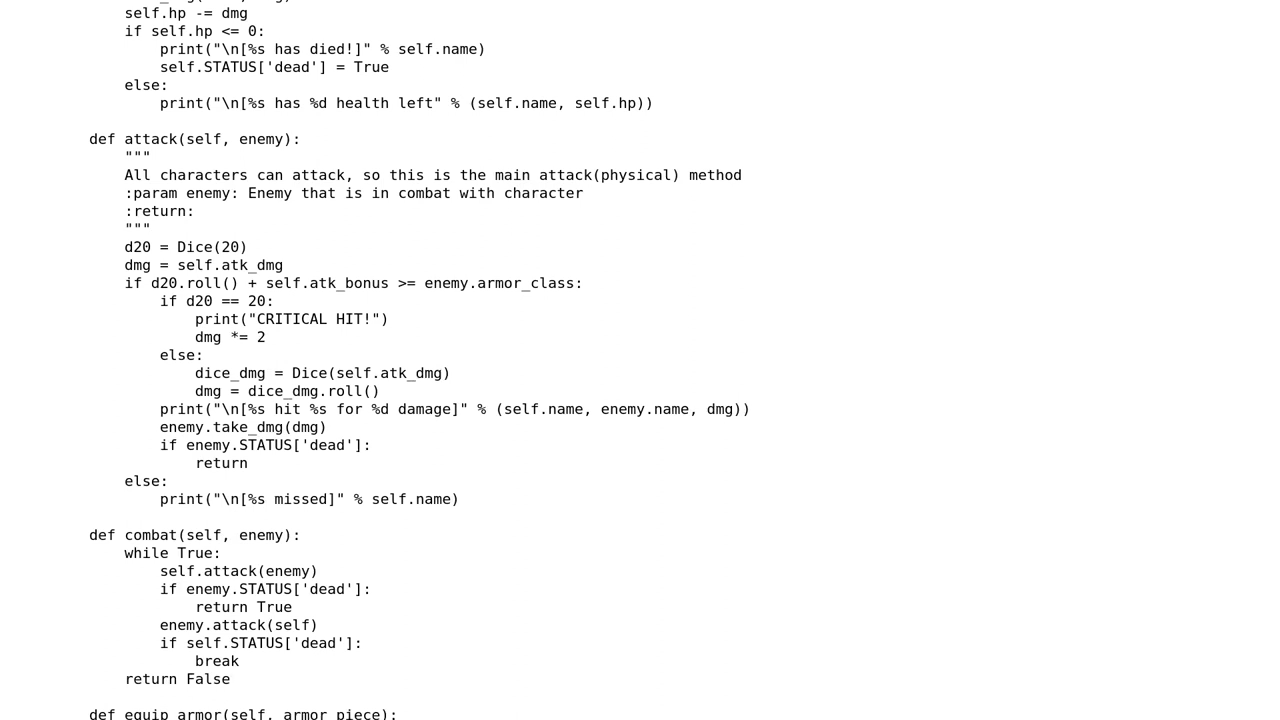 self.hp -= dmg
if self.hp <= 0:
print("\n[%s has died!]" % self.name)
self.STATUS['dead'] = True
else:
print("\n[%s has %d health left" % (self.name, self.hp))
def attack(self, enemy):
"""
All characters can attack, so this is the main attack(physical) method
:param enemy: Enemy that is in combat with character
:return:
"""
d20 = Dice(20)
dmg = self.atk_dmg
if d20.roll() + self.atk_bonus >= enemy.armor_class:
if d20 == 20:
print("CRITICAL HIT!")
dmg *= 2
else:
dice_dmg = Dice(self.atk_dmg)
dmg = dice_dmg.roll()
print("\n[%s hit %s for %d damage]" % (self.name, enemy.name, dmg))
enemy.take_dmg(dmg)
if enemy.STATUS['dead']:
return
else:
print("\n[%s missed]" % self.name)
def combat(self, enemy):
while True:
self.attack(enemy)
if enemy.STATUS['dead']:
return True
enemy.attack(self)
if self.STATUS['dead']:
break
return False
def equip_armor(self, armor_piece):